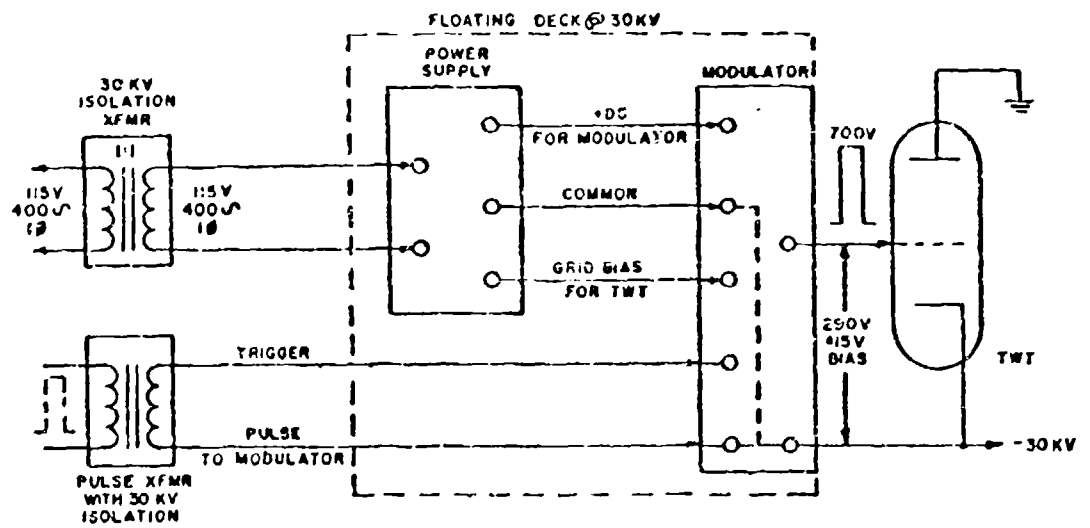 FLOATING DECK @ 30KV
30 KV
ISOLATION
XFMR
1:1
115V
400∿
1Ø
115V
400∿
1Ø
POWER
SUPPLY
MODULATOR
+DC
FOR MODULATOR
COMMON
GRID BIAS
FOR TWT
700V
TRIGGER
PULSE
TO MODULATOR
BIAS
TWT
-30KV
PULSE XFMR
WITH 30 KV
ISOLATION